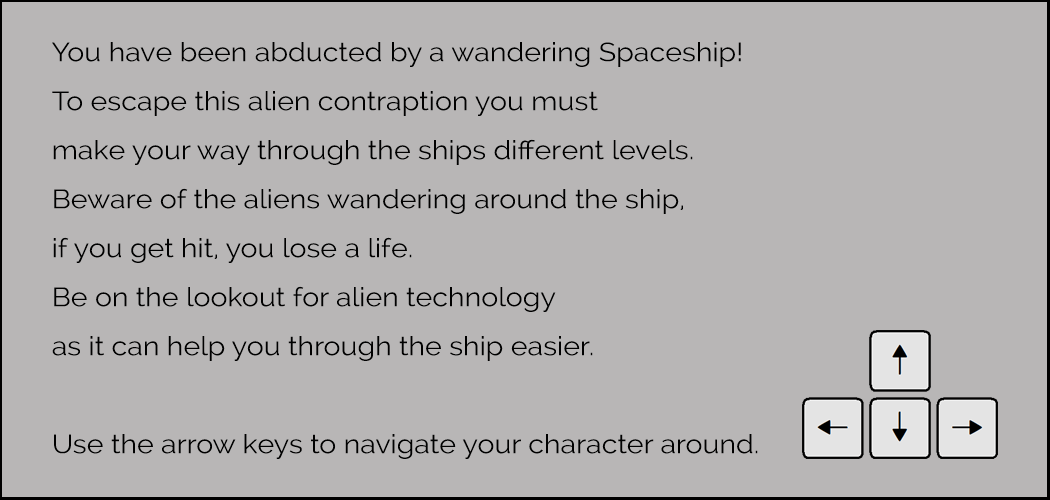 You have been abducted by a wandering Spaceship!
To escape this alien contraption you must
make your way through the ships different levels.
Beware of the aliens wandering around the ship,
if you get hit, you lose a life.
Be on the lookout for alien technology
as it can help you through the ship easier.
Use the arrow keys to navigate your character around.